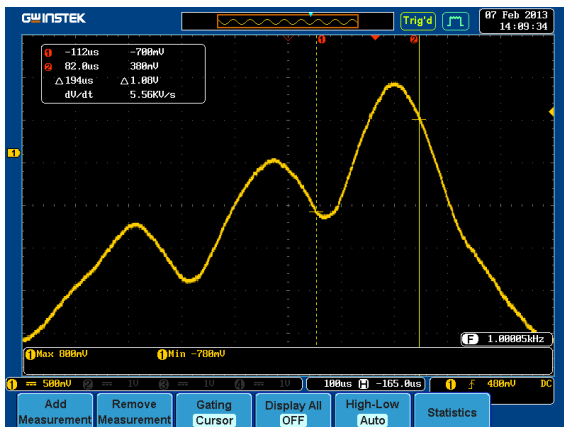 GWINSTEK
Trig'd
07 Feb 2013
14:09:34
1 -112us -700mV
2 82.0us 380mV
△194us △1.08V
dV/dt 5.56KV/s
1
2
1
F 1.00005kHz
1 Max 800mV 1 Min -780mV
1 500mV 2 1V 3 1V 4 1V 100us H -165.0us 1 480mV DC
Add Measurement
Remove Measurement
Gating
Cursor
Display All
OFF
High-Low
Auto
Statistics